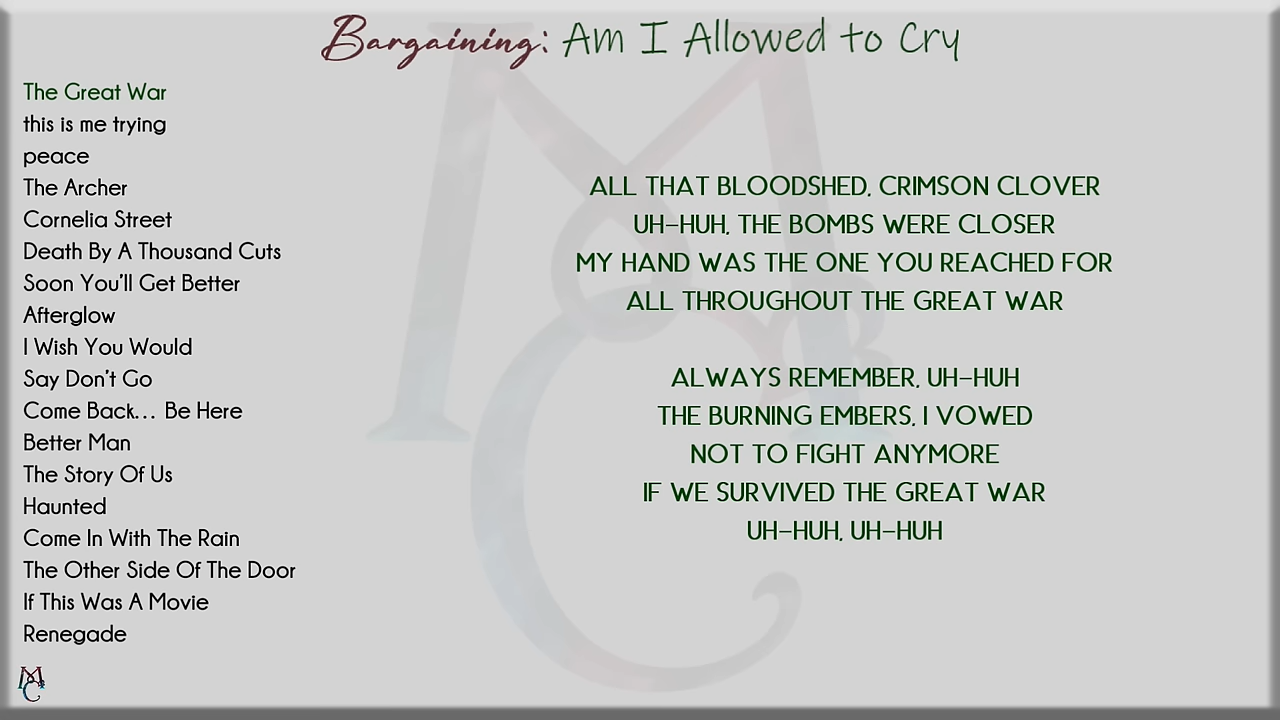 Bargaining: Am I Allowed to Cry
The Great War
this is me trying
peace
The Archer
Cornelia Street
Death By A Thousand Cuts
Soon You'll Get Better
Afterglow
I Wish You Would
Say Don't Go
Come Back... Be Here
Better Man
The Story Of Us
Haunted
Come In With The Rain
The Other Side Of The Door
If This Was A Movie
Renegade
ALL THAT BLOODSHED, CRIMSON CLOVER
UH-HUH, THE BOMBS WERE CLOSER
MY HAND WAS THE ONE YOU REACHED FOR
ALL THROUGHOUT THE GREAT WAR
ALWAYS REMEMBER, UH-HUH
THE BURNING EMBERS, I VOWED
NOT TO FIGHT ANYMORE
IF WE SURVIVED THE GREAT WAR
UH-HUH, UH-HUH